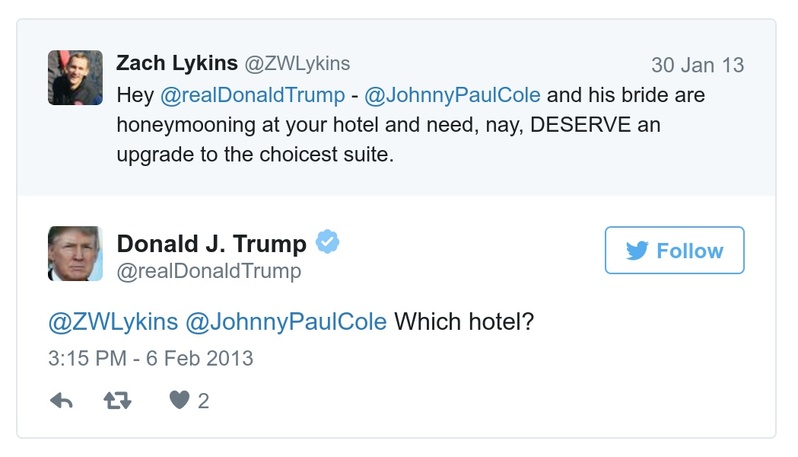 Zach Lykins @ZWLykins 30 Jan 13
Hey @realDonaldTrump - @JohnnyPaulCole and his bride are
honeymooning at your hotel and need, nay, DESERVE an
upgrade to the choicest suite.
Donald J. Trump
Follow
@realDonaldTrump
@ZWLykins @JohnnyPaulCole Which hotel?
3:15 PM - 6 Feb 2013
2